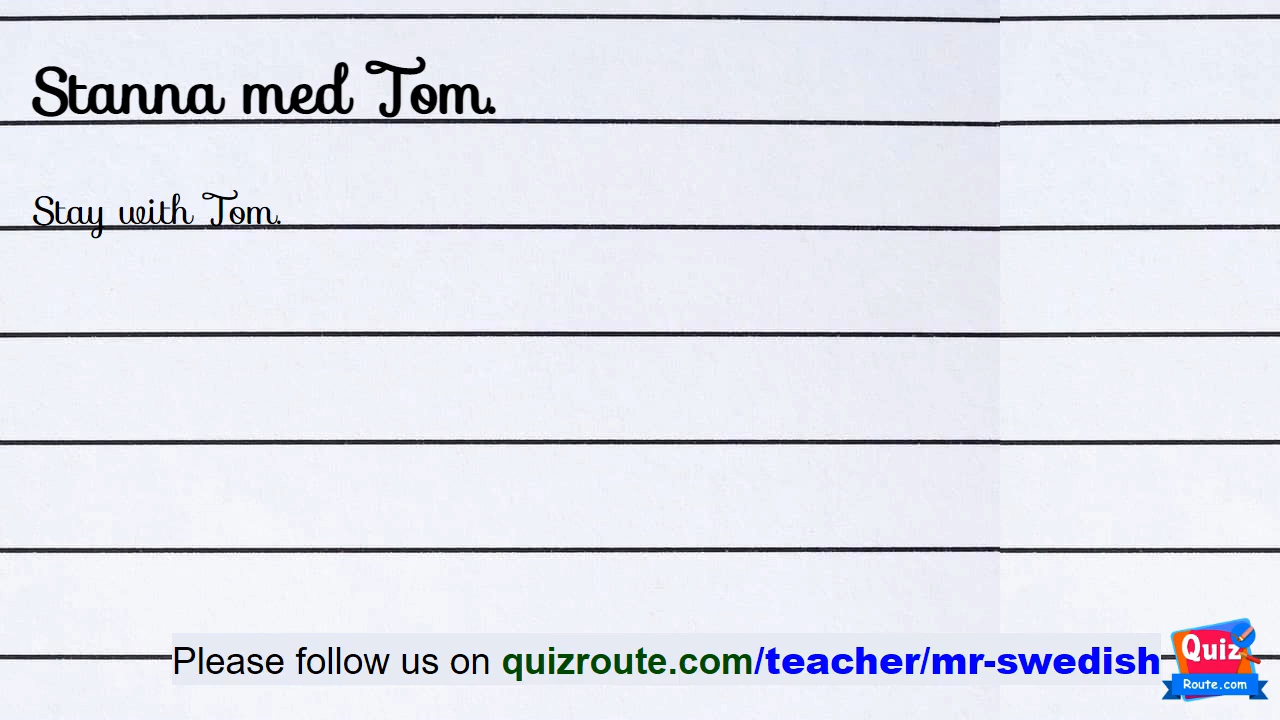 Stanna med Tom.
Stay with Tom.
Please follow us on quizroute.com/teacher/mr-swedish
Quiz
Route.com